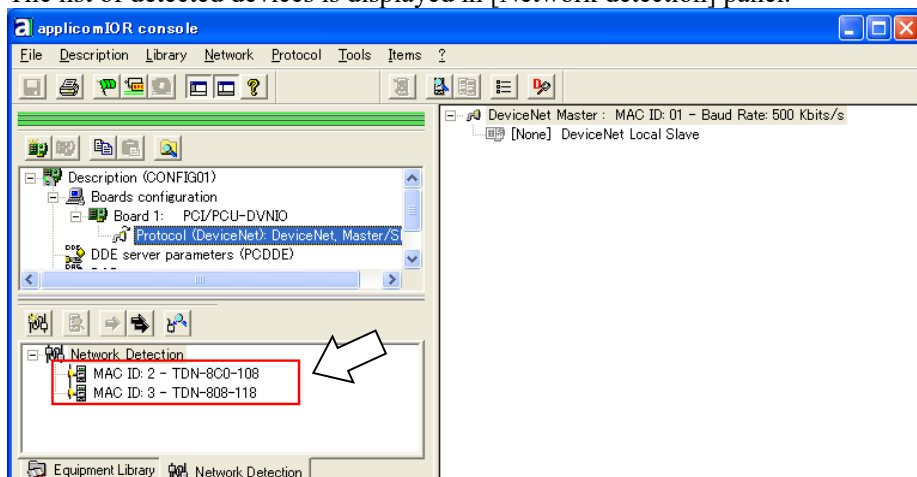 The list of detected devices is displayed in [Network detection] panel.
applicomIOR console
File Description Library Network Protocol Tools Items ?
DeviceNet Master : MAC ID: 01 - Baud Rate: 500 Kbits/s
[None] DeviceNet Local Slave
Description (CONFIG01)
Boards configuration
Board 1: PCI/PCU-DVNIO
Protocol (DeviceNet): DeviceNet, Master/S
DDE server parameters (PCDDE)
Network Detection
MAC ID: 2 - TDN-8C0-108
MAC ID: 3 - TDN-808-118
Equipment Library Network Detection